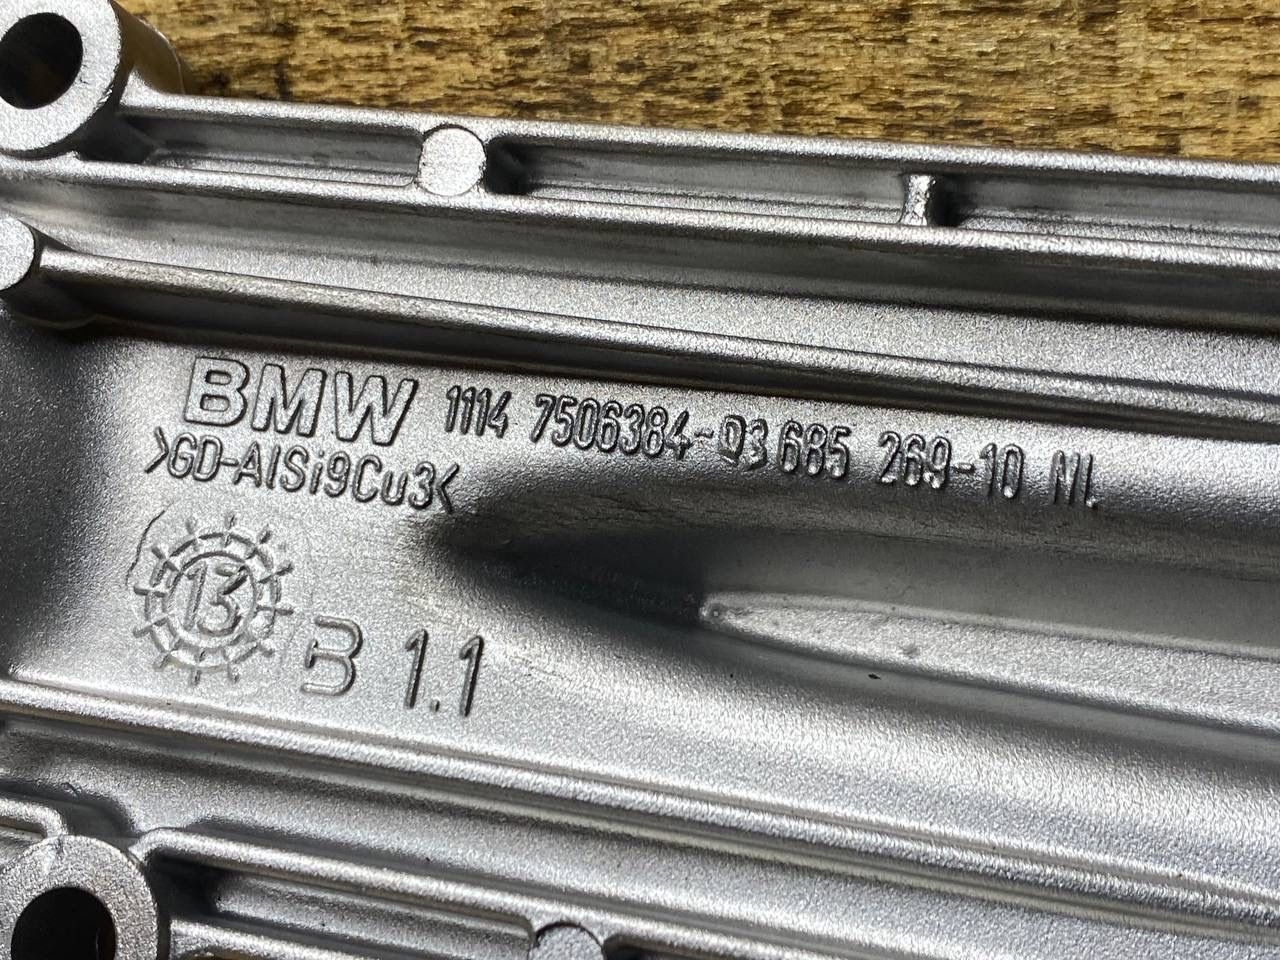 BMW 1114 7506384-03 685 269-10 NL
>GD-AlSi9Cu3<
13
B 1.1